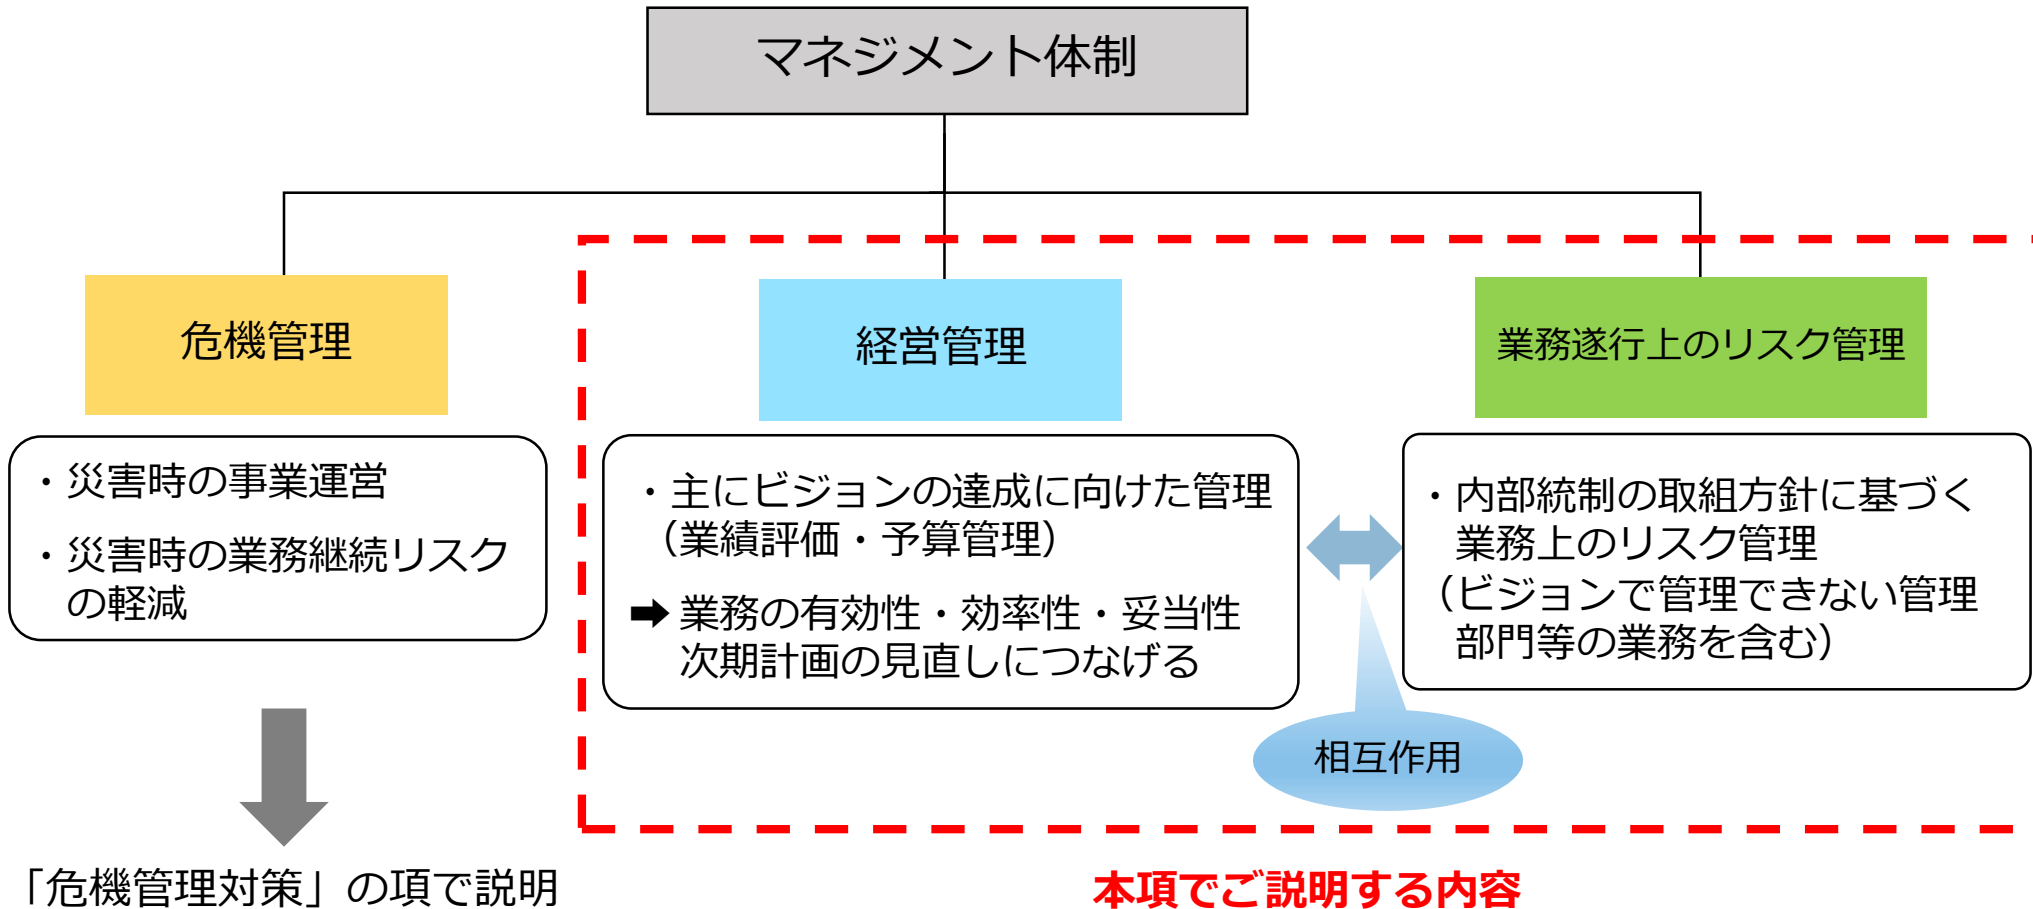 マネジメント体制
危機管理
・災害時の事業運営
・災害時の業務継続リスク
の軽減
「危機管理対策」の項で説明
経営管理
・主にビジョンの達成に向けた管理
（業績評価・予算管理）
➡業務の有効性・効率性・妥当性
次期計画の見直しにつなげる
業務遂行上のリスク管理
・内部統制の取組方針に基づく
業務上のリスク管理
（ビジョンで管理できない管理
部門等の業務を含む）
相互作用
本項でご説明する内容